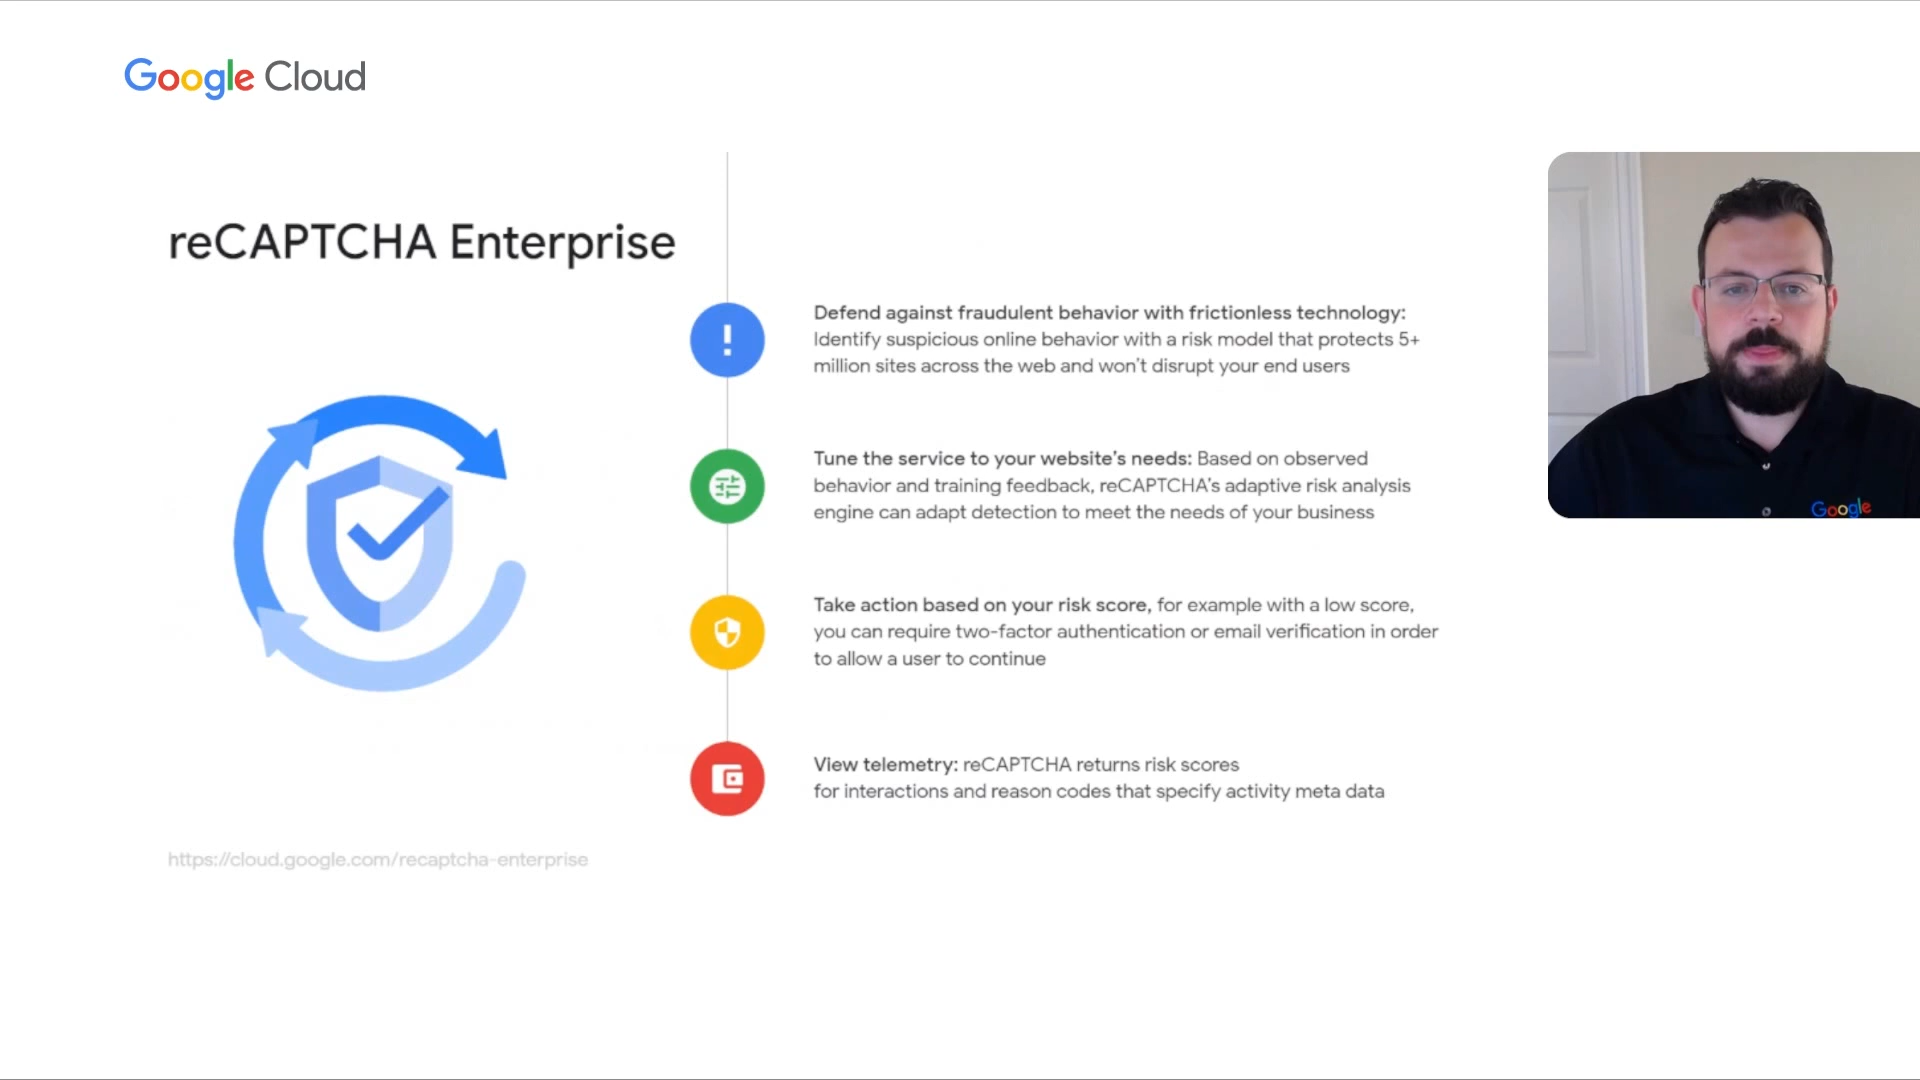 Google Cloud
reCAPTCHA Enterprise
Defend against fraudulent behavior with frictionless technology:
Identify suspicious online behavior with a risk model that protects 5+
million sites across the web and won't disrupt your end users
Tune the service to your website's needs: Based on observed
behavior and training feedback, reCAPTCHA's adaptive risk analysis
engine can adapt detection to meet the needs of your business
Take action based on your risk score, for example with a low score,
you can require two-factor authentication or email verification in order
to allow a user to continue
View telemetry: reCAPTCHA returns risk scores
for interactions and reason codes that specify activity meta data
https://cloud.google.com/recaptcha-enterprise
Google